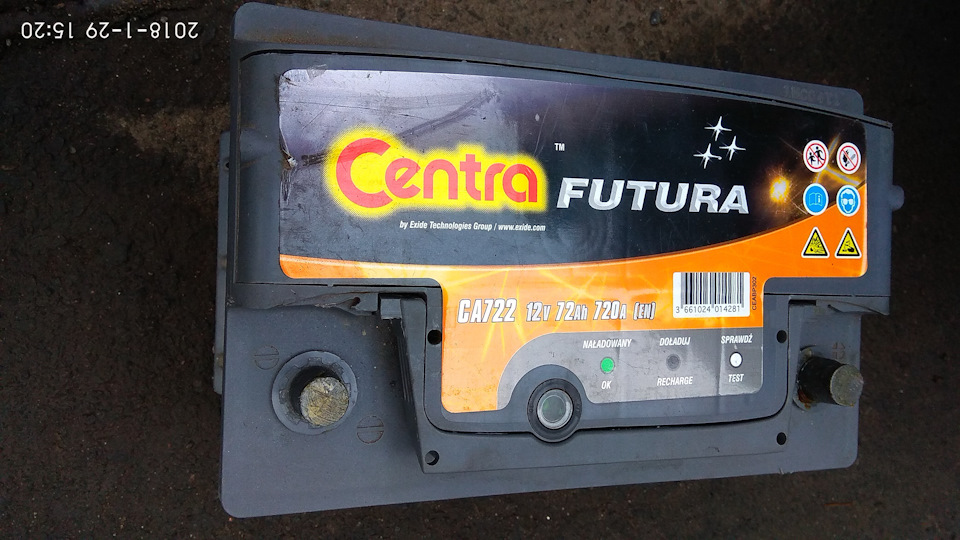 2018-1-29 15:20
Centra™
FUTURA
by Exide Technologies Group / www.exide.com
CA722 12V 72Ah 720A (EN)
3 661024 014281
NAŁADOWANY
DOŁADUJ
SPRAWDŹ
OK
RECHARGE
TEST